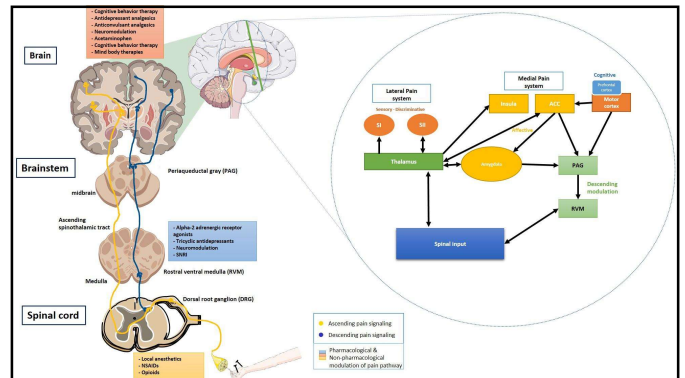 - Cognitive behavior therapy
- Antidepressant analgesics
- Anticonvulsant analgesics
- Neuromodulation
- Acetaminophen
- Cognitive behavior therapy
- Mind body therapies
Brain
Brainstem
Periaqueductal gray (PAG)
midbrain
Ascending
spinothalamic tract
- Alpha-2 adrenergic receptor
agonists
- Tricyclic antidepressants
- Neuromodulation
- SNRI
Medulla
Rostral ventral medulla (RVM)
Dorsal root ganglion (DRG)
Spinal cord
- Local anesthetics
- NSAIDs
- Opioids
Ascending pain signaling
Descending pain signaling
Pharmacological &
Non-pharmacological
modulation of pain pathway
Lateral Pain
system
Sensory - Discriminative
SI
SII
Thalamus
Medial Pain
system
Insula
ACC
Affective
Amygdala
Cognitive
Prefrontal
cortex
Motor
cortex
PAG
Descending
modulation
RVM
Spinal input